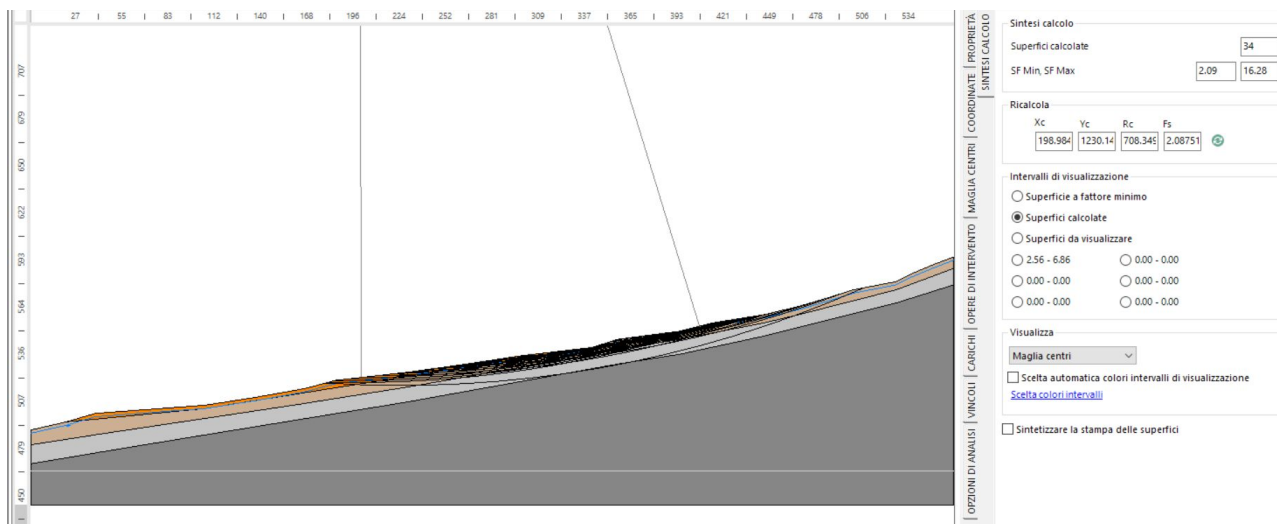 27 55 83 112 140 168 196 224 252 281 309 337 365 393 421 449 478 506 534
707
679
650
622
593
564
536
507
479
450
PROPRIETÀ
COORDINATE
MAGLIA CENTRI
OPERE DI INTERVENTO
CARICHI
VINCOLI
OPZIONI DI ANALISI
SINTESI CALCOLO
Sintesi calcolo
Superfici calcolate 34
SF Min, SF Max 2.09 16.28
Ricalcola
Xc Yc Rc Fs
198.984 1230.14 708.349 2.08751
Intervalli di visualizzazione
Superficie a fattore minimo
Superfici calcolate
Superfici da visualizzare
2.56 - 6.86 0.00 - 0.00
0.00 - 0.00 0.00 - 0.00
0.00 - 0.00 0.00 - 0.00
Visualizza
Maglia centri
Scelta automatica colori intervalli di visualizzazione
Scelta colori intervalli
Sintetizzare la stampa delle superfici